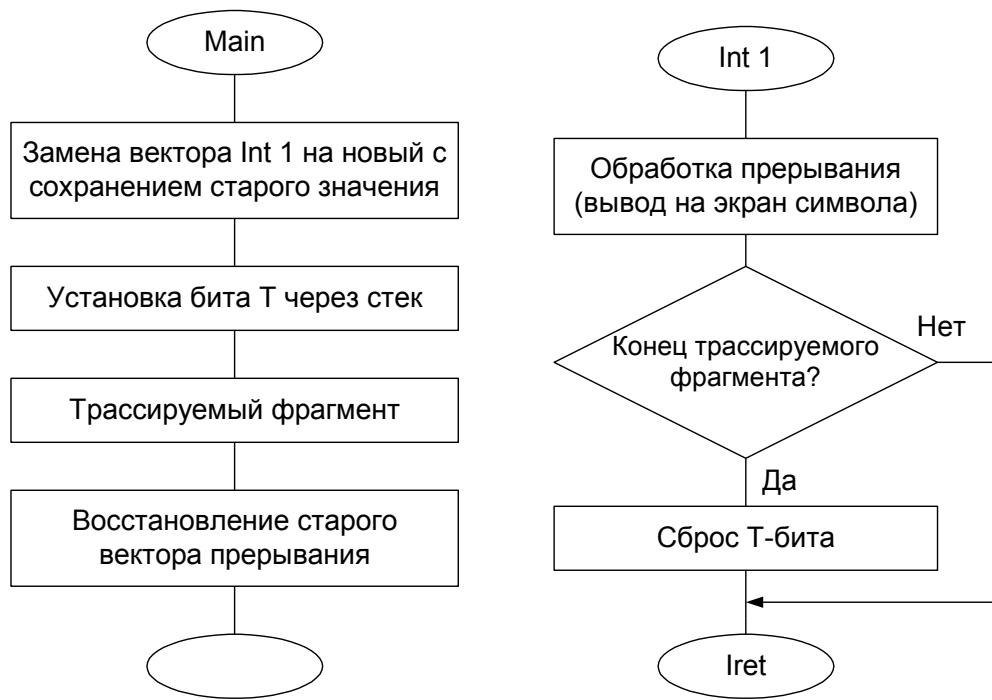 Main
Замена вектора Int 1 на новый с
сохранением старого значения
Установка бита Т через стек
Трассируемый фрагмент
Восстановление старого
вектора прерывания
Int 1
Обработка прерывания
(вывод на экран символа)
Конец трассируемого
фрагмента?
Нет
Да
Сброс Т-бита
Iret